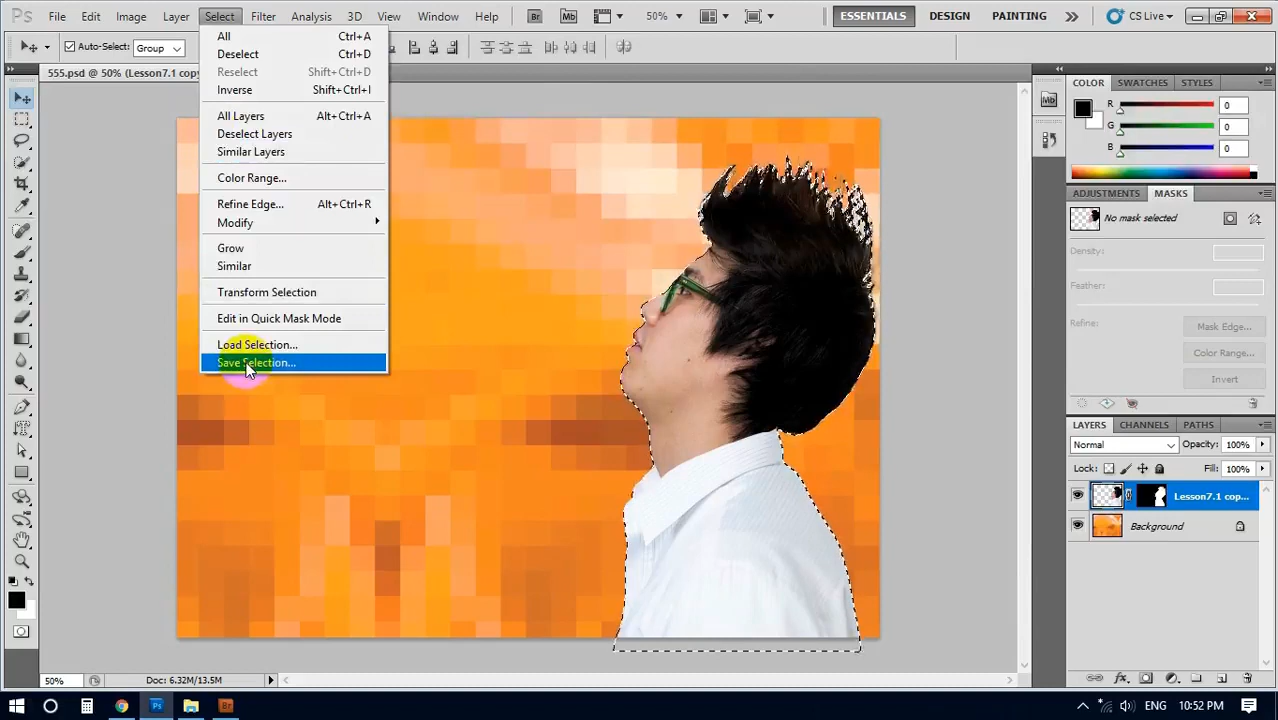 Ps File Edit Image Layer Select Filter Analysis 3D View Window Help Br Mb 50% ESSENTIALS DESIGN PAINTING CS Live
Auto-Select: Group
555.psd @ 50% (Lesson7.1 copy
All Ctrl+A
Deselect Ctrl+D
Reselect Shift+Ctrl+D
Inverse Shift+Ctrl+I
All Layers Alt+Ctrl+A
Deselect Layers
Similar Layers
Color Range...
Refine Edge... Alt+Ctrl+R
Modify
Grow
Similar
Transform Selection
Edit in Quick Mask Mode
Load Selection...
Save Selection...
Mb
COLOR SWATCHES STYLES
R 0
G 0
B 0
ADJUSTMENTS MASKS
No mask selected
Density:
Feather:
Refine: Mask Edge...
Color Range...
Invert
LAYERS CHANNELS PATHS
Normal Opacity: 100%
Lock: Fill: 100%
Lesson7.1 cop...
Background
50% Doc: 6.32M/13.5M
Ps Br ENG 10:52 PM